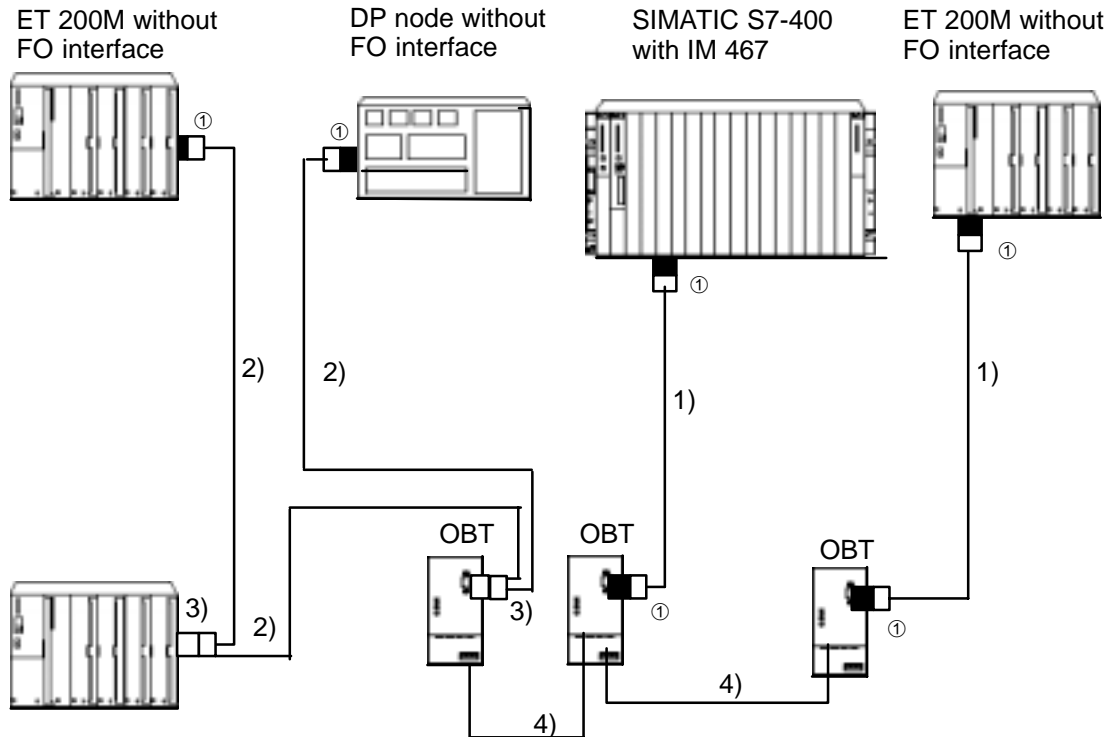 ET 200M without
FO interface
DP node without
FO interface
SIMATIC S7-400
with IM 467
ET 200M without
FO interface
①
①
①
①
2)
2)
1)
1)
OBT
OBT
OBT
3)
2)
3)
①
①
4)
4)